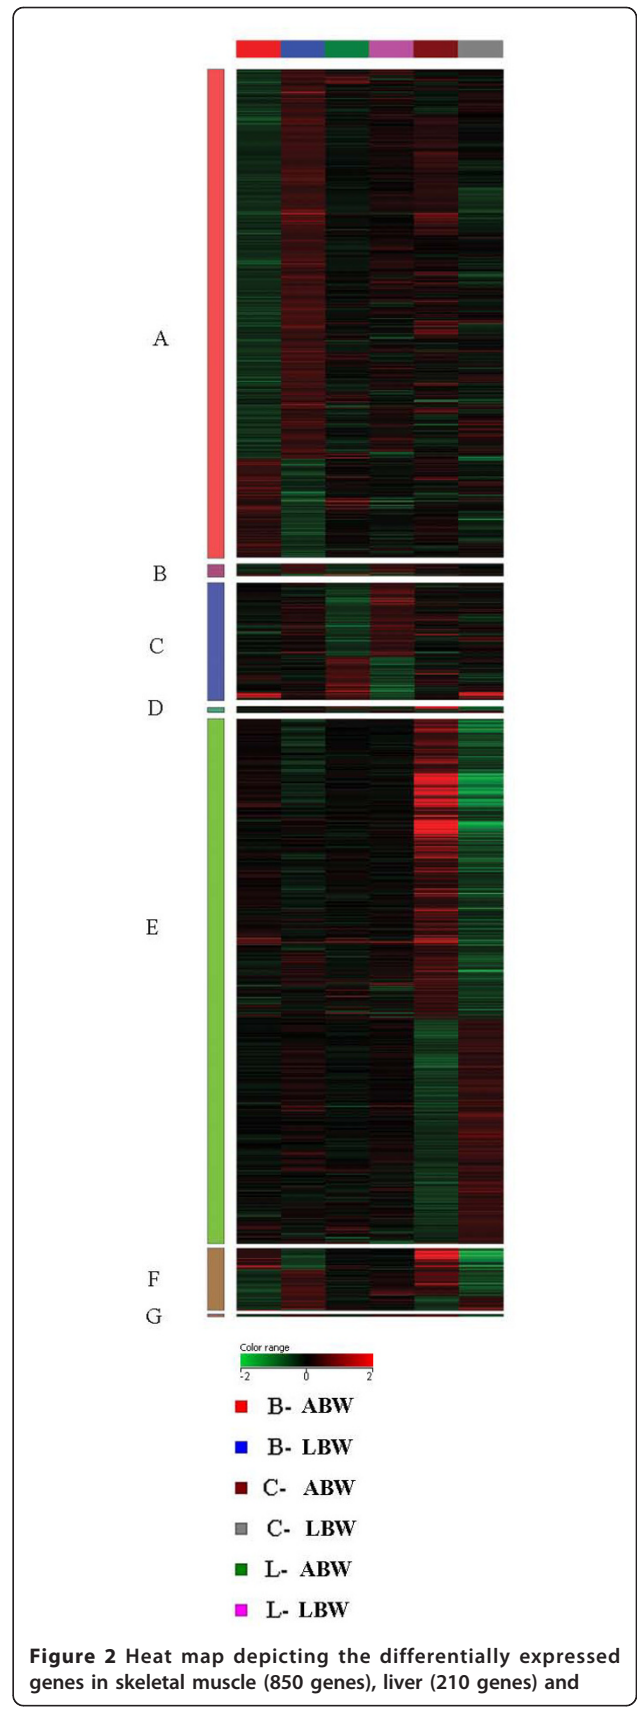 A
B
C
D
E
F
G
Color range
-2 0 2
B- ABW
B- LBW
C- ABW
C- LBW
L- ABW
L- LBW
Figure 2 Heat map depicting the differentially expressed
genes in skeletal muscle (850 genes), liver (210 genes) and